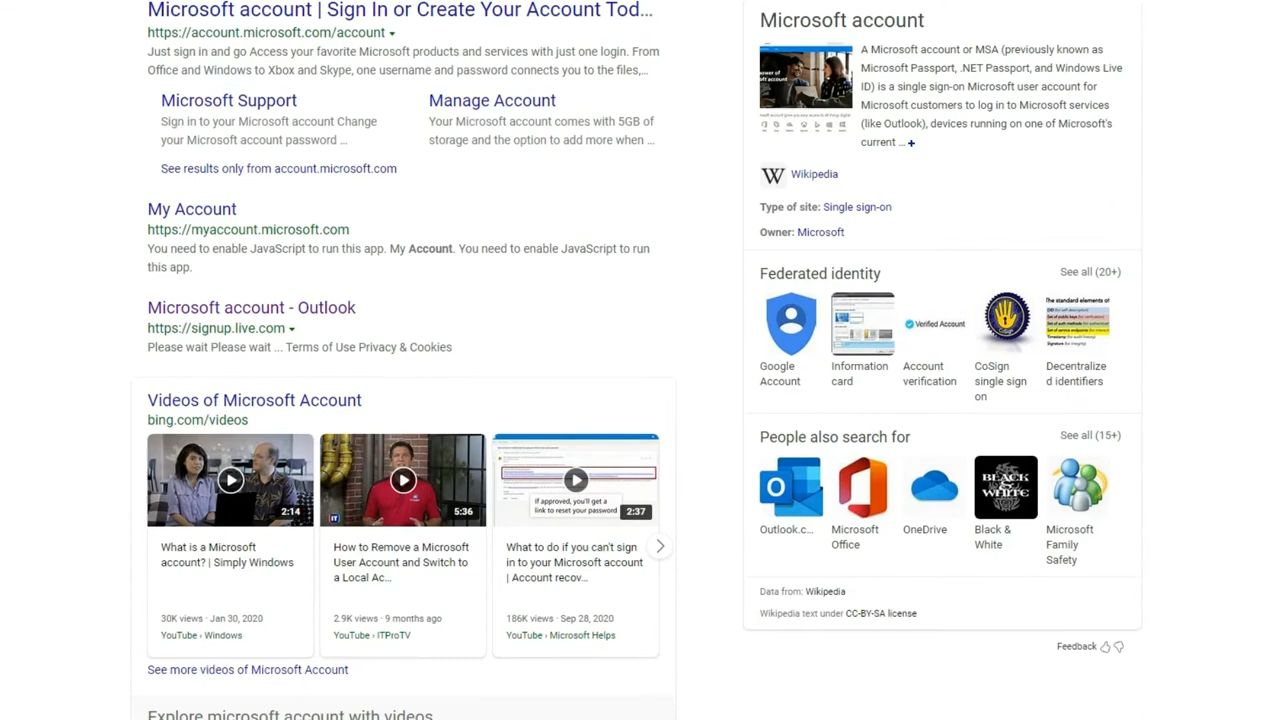 Microsoft account | Sign In or Create Your Account Tod...
https://account.microsoft.com/account
Just sign in and go Access your favorite Microsoft products and services with just one login. From
Office and Windows to Xbox and Skype, one username and password connects you to the files,...
Microsoft Support
Sign in to your Microsoft account Change
your Microsoft account password ...
Manage Account
Your Microsoft account comes with 5GB of
storage and the option to add more when ...
See results only from account.microsoft.com
My Account
https://myaccount.microsoft.com
You need to enable JavaScript to run this app. My Account. You need to enable JavaScript to run
this app.
Microsoft account - Outlook
https://signup.live.com
Please wait Please wait ... Terms of Use Privacy & Cookies
Videos of Microsoft Account
bing.com/videos
2:14
What is a Microsoft
account? | Simply Windows
30K views · Jan 30, 2020
YouTube › Windows
IT
5:36
How to Remove a Microsoft
User Account and Switch to
a Local Ac...
2.9K views · 9 months ago
YouTube › ITProTV
If approved, you'll get a
link to reset your password
2:37
What to do if you can't sign
in to your Microsoft account
| Account recov...
186K views · Sep 28, 2020
YouTube › Microsoft Helps
See more videos of Microsoft Account
Explore microsoft account with videos
Microsoft account
A Microsoft account or MSA (previously known as
Microsoft Passport, .NET Passport, and Windows Live
ID) is a single sign-on Microsoft user account for
Microsoft customers to log in to Microsoft services
(like Outlook), devices running on one of Microsoft's
current ... +
W Wikipedia
Type of site: Single sign-on
Owner: Microsoft
Federated identity
See all (20+)
Google
Account
Information
card
Verified Account
Account
verification
CoSign
single sign
on
The standard elements of
Decentralize
d identifiers
People also search for
See all (15+)
Outlook.c...
Microsoft
Office
OneDrive
BLACK
& WHITE
Black &
White
Microsoft
Family
Safety
Data from: Wikipedia
Wikipedia text under CC-BY-SA license
Feedback